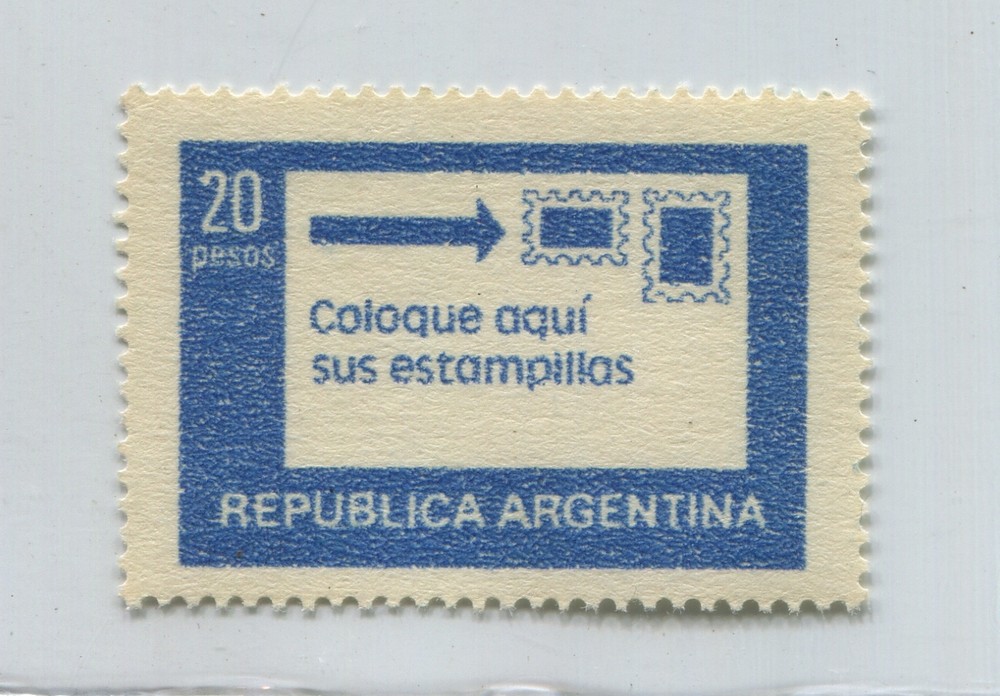 20
pesos
Coloque aquí
sus estampillas
REPUBLICA ARGENTINA